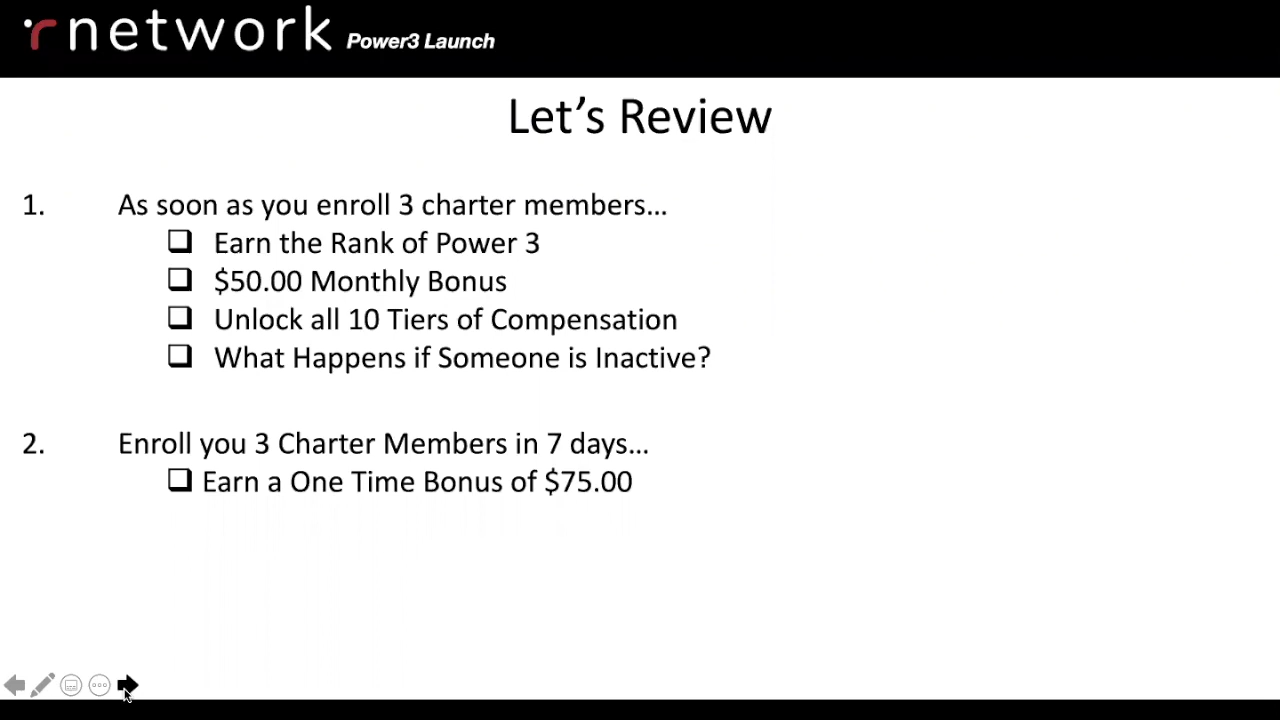 rnetwork Power3 Launch
Let's Review
1. As soon as you enroll 3 charter members...
❑ Earn the Rank of Power 3
❑ $50.00 Monthly Bonus
❑ Unlock all 10 Tiers of Compensation
❑ What Happens if Someone is Inactive?
2. Enroll you 3 Charter Members in 7 days...
❑ Earn a One Time Bonus of $75.00